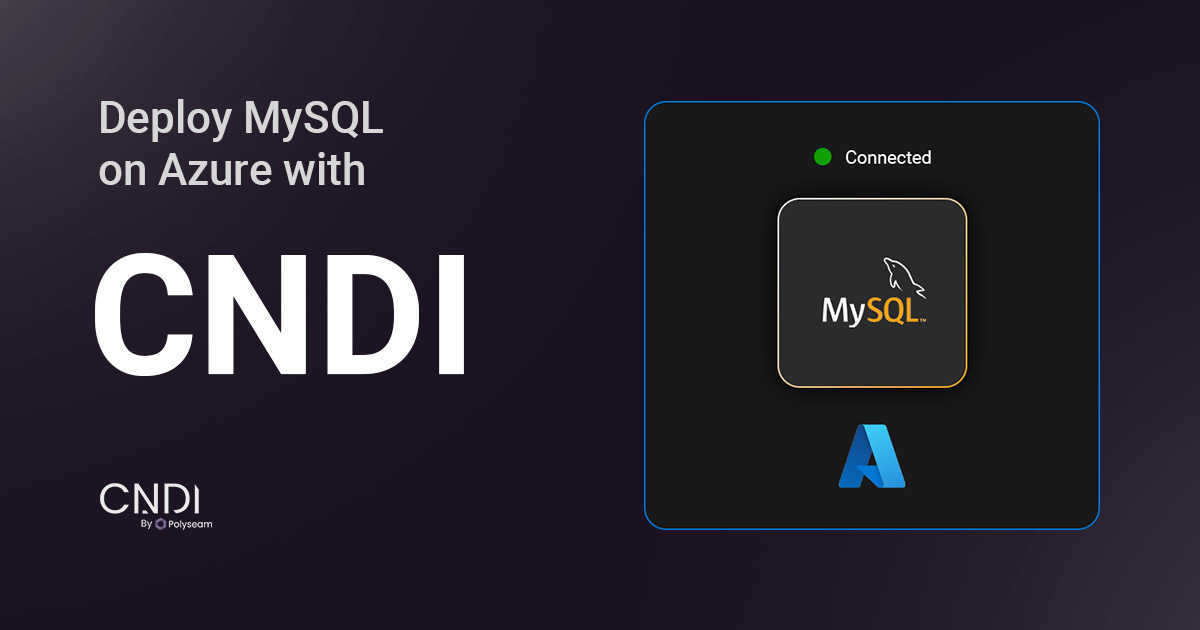 Deploy MySQL
on Azure with
CNDI
CNDI
By Polyseam
Connected
MySQL™